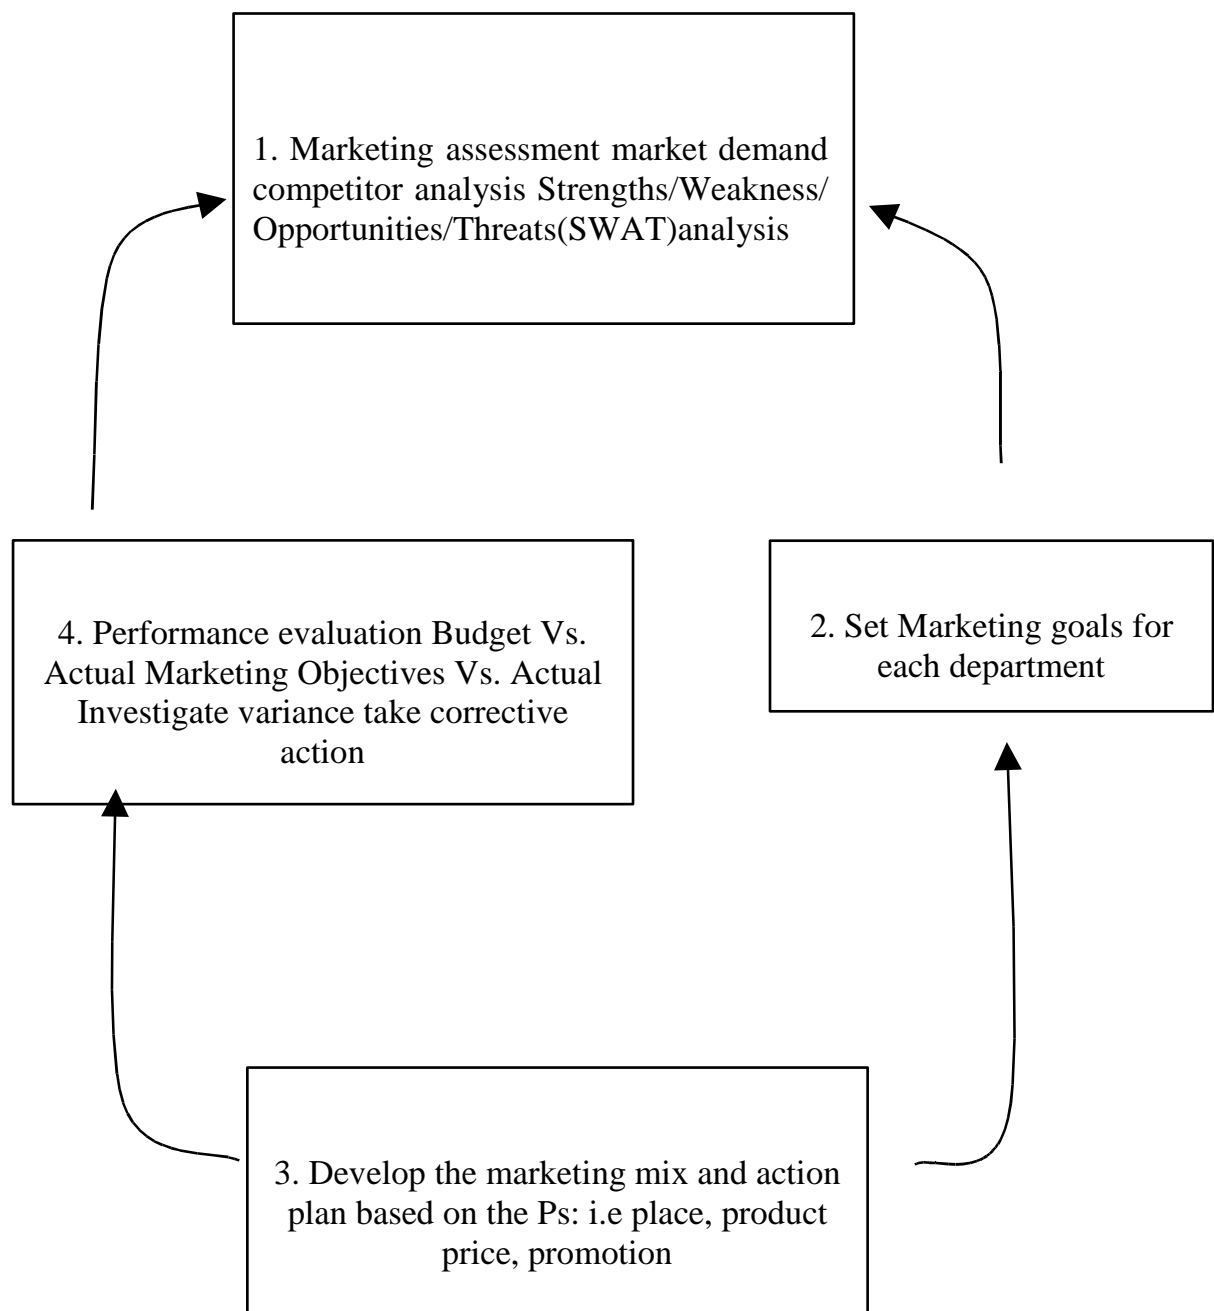 1. Marketing assessment market demand
competitor analysis Strengths/Weakness/
Opportunities/Threats(SWAT)analysis
4. Performance evaluation Budget Vs.
Actual Marketing Objectives Vs. Actual
Investigate variance take corrective
action
2. Set Marketing goals for
each department
3. Develop the marketing mix and action
plan based on the Ps: i.e place, product
price, promotion